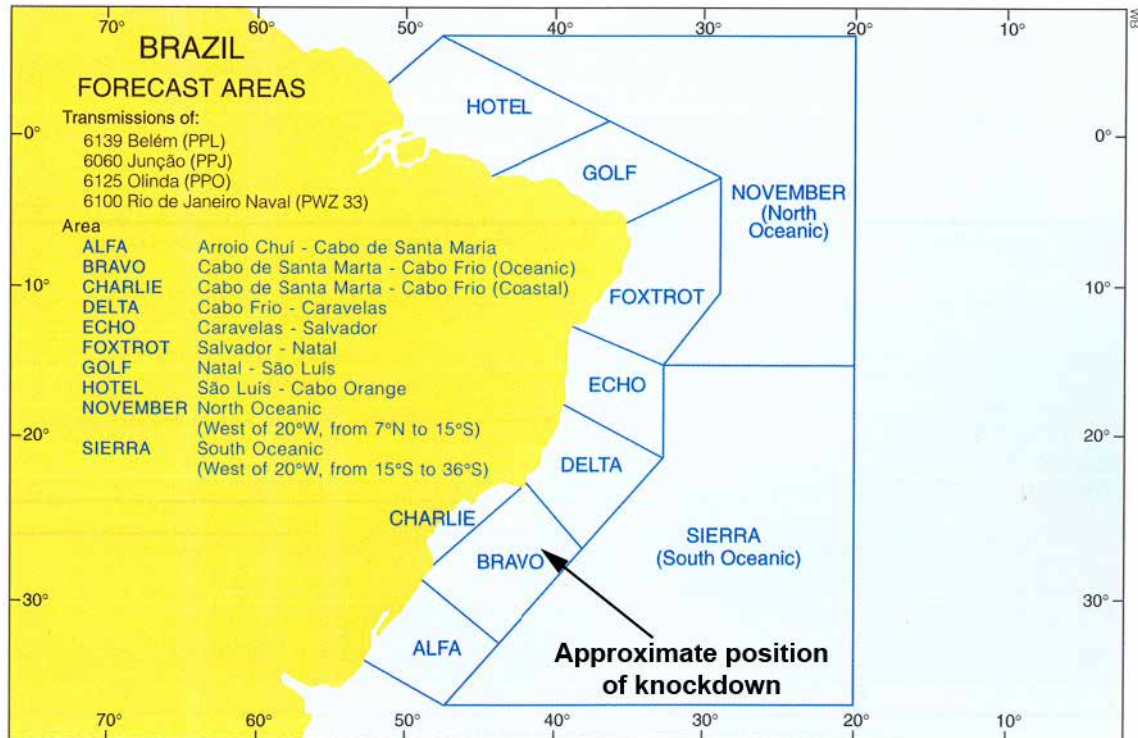 70° 60° 50° 40° 30° 20° 10°
BRAZIL
FORECAST AREAS
Transmissions of:
6139 Belém (PPL)
6060 Junção (PPJ)
6125 Olinda (PPO)
6100 Rio de Janeiro Naval (PWZ 33)
Area
ALFA Arroio Chuí - Cabo de Santa Maria
BRAVO Cabo de Santa Marta - Cabo Frio (Oceanic)
CHARLIE Cabo de Santa Marta - Cabo Frio (Coastal)
DELTA Cabo Frio - Caravelas
ECHO Caravelas - Salvador
FOXTROT Salvador - Natal
GOLF Natal - São Luís
HOTEL São Luís - Cabo Orange
NOVEMBER North Oceanic
(West of 20°W, from 7°N to 15°S)
SIERRA South Oceanic
(West of 20°W, from 15°S to 36°S)
HOTEL
GOLF
NOVEMBER
(North
Oceanic)
FOXTROT
ECHO
DELTA
CHARLIE
BRAVO
SIERRA
(South Oceanic)
ALFA
Approximate position
of knockdown
0° 0°
10° 10°
20° 20°
30° 30°
70° 60° 50° 40° 30° 20° 10°